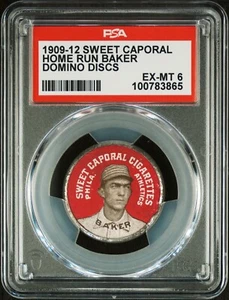 PSA
1909-12 SWEET CAPORAL
HOME RUN BAKER
DOMINO DISCS
EX-MT 6
100783865
SWEET CAPORAL CIGARETTES
PHILA. ATHLETICS
BAKER